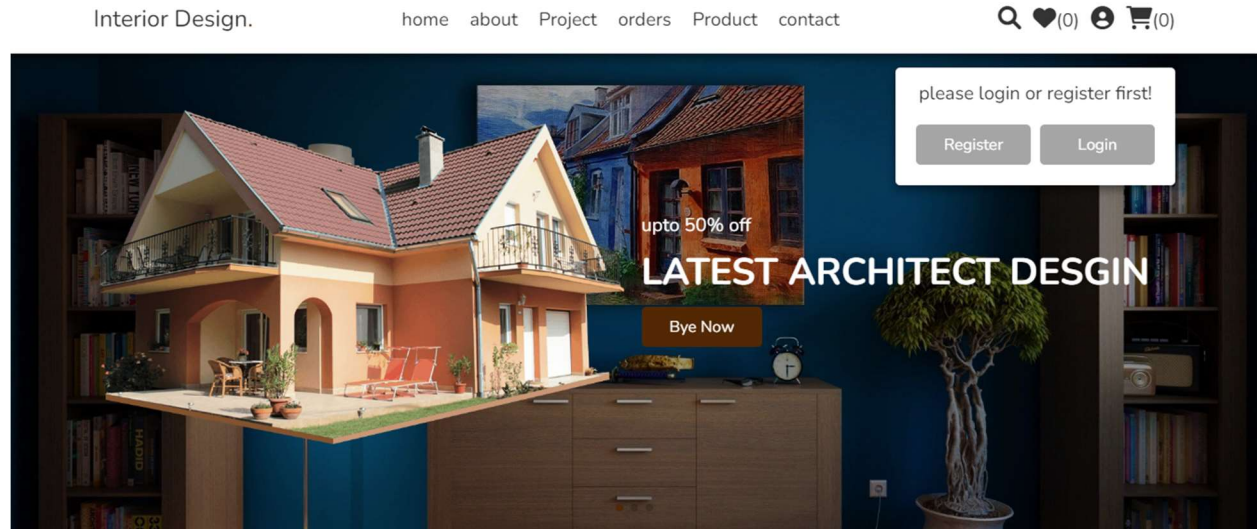 Interior Design.
home about Project orders Product contact
(0) (0)
please login or register first!
Register Login
upto 50% off
LATEST ARCHITECT DESGIN
Bye Now
HADID